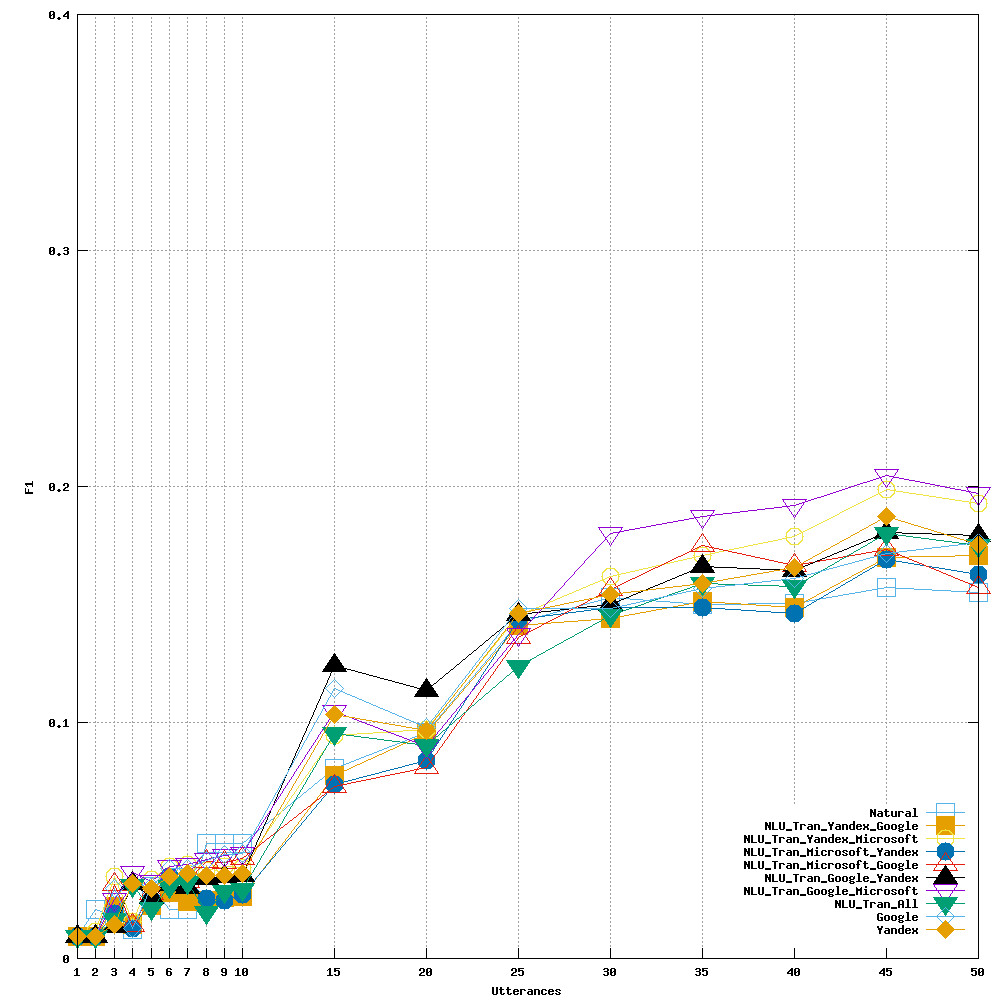 0.4
0.3
0.2
0.1
0
F1
1 2 3 4 5 6 7 8 9 10 15 20 25 30 35 40 45 50
Utterances
Natural
NLU_Tran_Yandex_Google
NLU_Tran_Yandex_Microsoft
NLU_Tran_Microsoft_Yandex
NLU_Tran_Microsoft_Google
NLU_Tran_Google_Yandex
NLU_Tran_Google_Microsoft
NLU_Tran_All
Google
Yandex